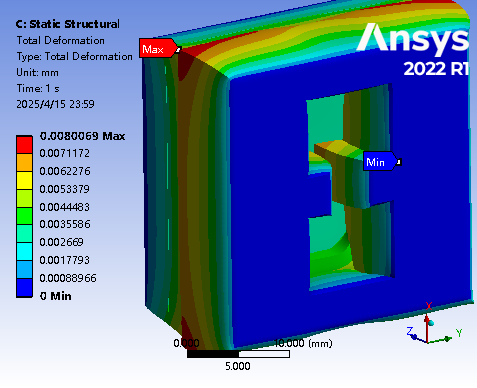 C: Static Structural
Total Deformation
Type: Total Deformation
Unit: mm
Time: 1 s
2025/4/15 23:59
0.0080069 Max
0.0071172
0.0062276
0.0053379
0.0044483
0.0035586
0.002669
0.0017793
0.00088966
0 Min
Max
Min
Ansys
2022 R1
0.000
10.000 (mm)
5.000
Y
Z